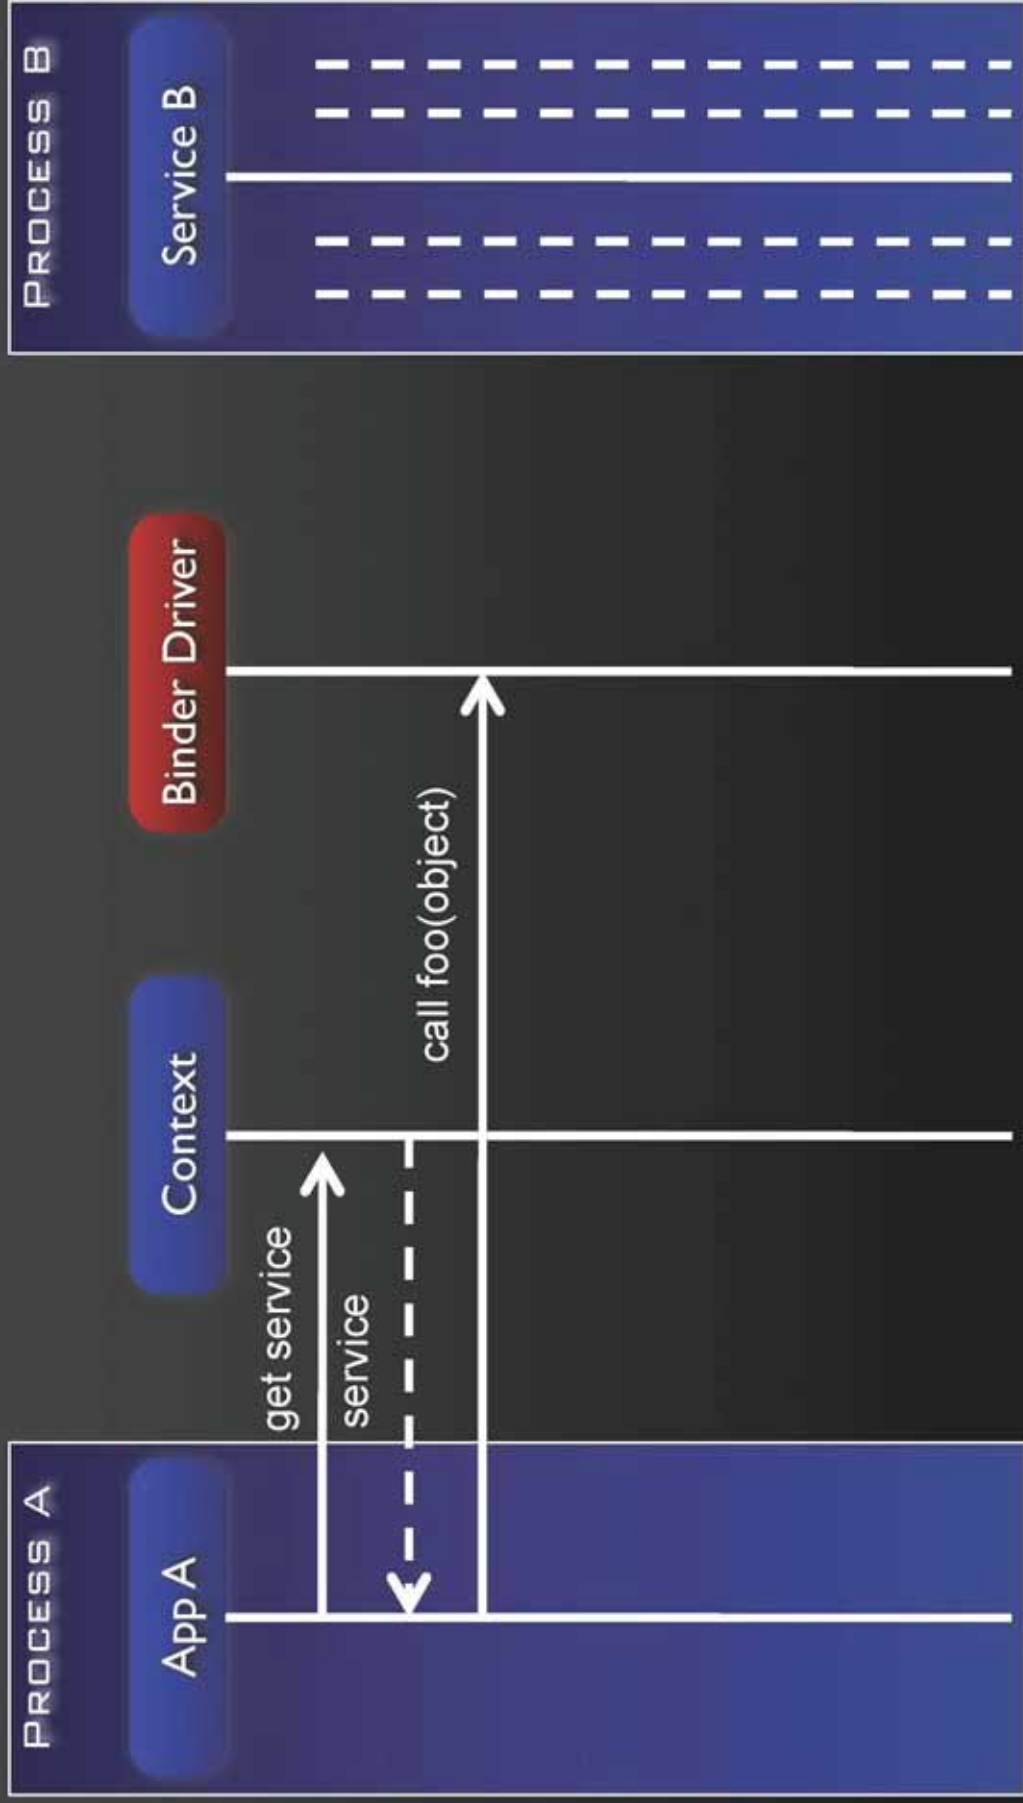 PROCESS A
PROCESS B
App A
Context
Binder Driver
Service B
get service
service
call foo(object)